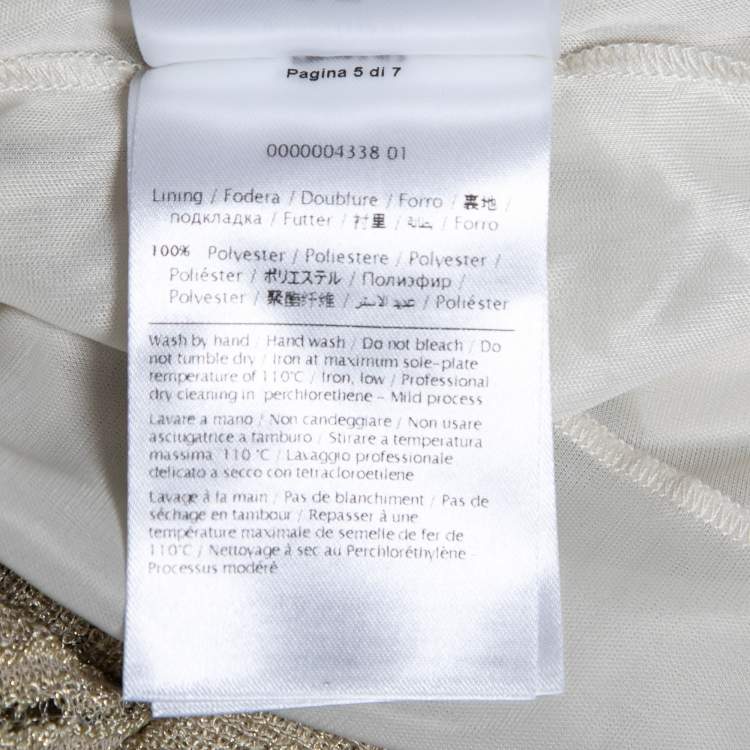 Pagina 5 di 7
0000004338 01
Lining / Fodera / Doublure / Forro / 裏地 /
подкладка / Futter / 衬里 / بطانة / Forro
100% Polyester / Poliestere / Polyester /
Poliéster / ポリエステル / Полиэфир /
Polyester / 聚酯纤维 / عديد الاستر / Poliéster
Wash by hand / Hand wash / Do not bleach / Do
not tumble dry / Iron at maximum sole-plate
temperature of 110°C / Iron, low / Professional
dry cleaning in perchlorethene - Mild process
Lavare a mano / Non candeggiare / Non usare
asciugatrice a tamburo / Stirare a temperatura
massima 110 °C / Lavaggio professionale
delicato a secco con tetracloroetilene
Lavage à la main / Pas de blanchiment / Pas de
séchage en tambour / Repasser à une
température maximale de semelle de fer de
110°C / Nettoyage à sec au Perchloréthylène -
Processus modéré